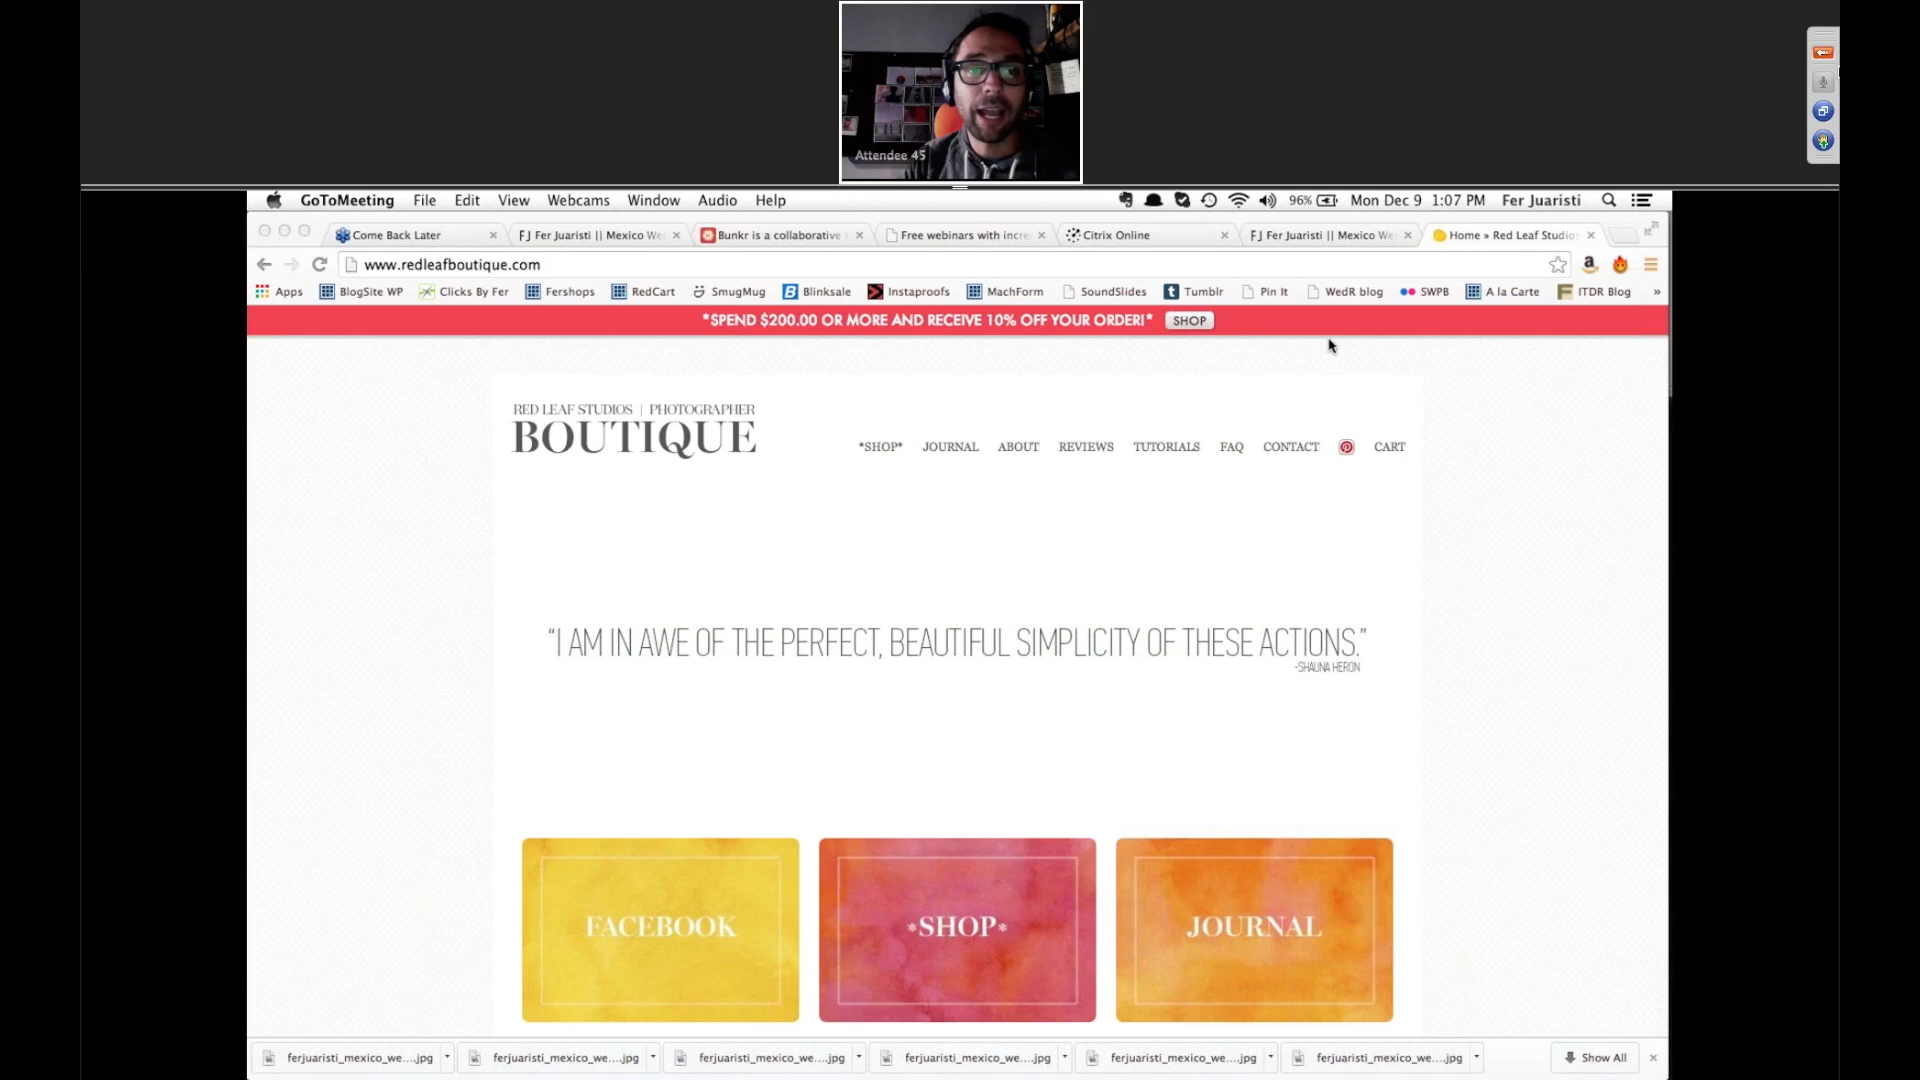 Attendee 45
GoToMeeting File Edit View Webcams Window Audio Help 96% Mon Dec 9 1:07 PM Fer Juaristi
Come Back Later FJ Fer Juaristi || Mexico We Bunkr is a collaborative Free webinars with incre Citrix Online FJ Fer Juaristi || Mexico We Home » Red Leaf Studios
www.redleafboutique.com
Apps BlogSite WP Clicks By Fer Fershops RedCart SmugMug Blinksale Instaproofs MachForm SoundSlides Tumblr Pin It WedR blog SWPB A la Carte ITDR Blog »
*SPEND $200.00 OR MORE AND RECEIVE 10% OFF YOUR ORDER!* SHOP
RED LEAF STUDIOS | PHOTOGRAPHER
BOUTIQUE
*SHOP* JOURNAL ABOUT REVIEWS TUTORIALS FAQ CONTACT CART
“I AM IN AWE OF THE PERFECT, BEAUTIFUL SIMPLICITY OF THESE ACTIONS.”
-SHAUNA HERON
FACEBOOK *SHOP* JOURNAL
ferjuaristi_mexico_we....jpg ferjuaristi_mexico_we....jpg ferjuaristi_mexico_we....jpg ferjuaristi_mexico_we....jpg ferjuaristi_mexico_we....jpg ferjuaristi_mexico_we....jpg Show All